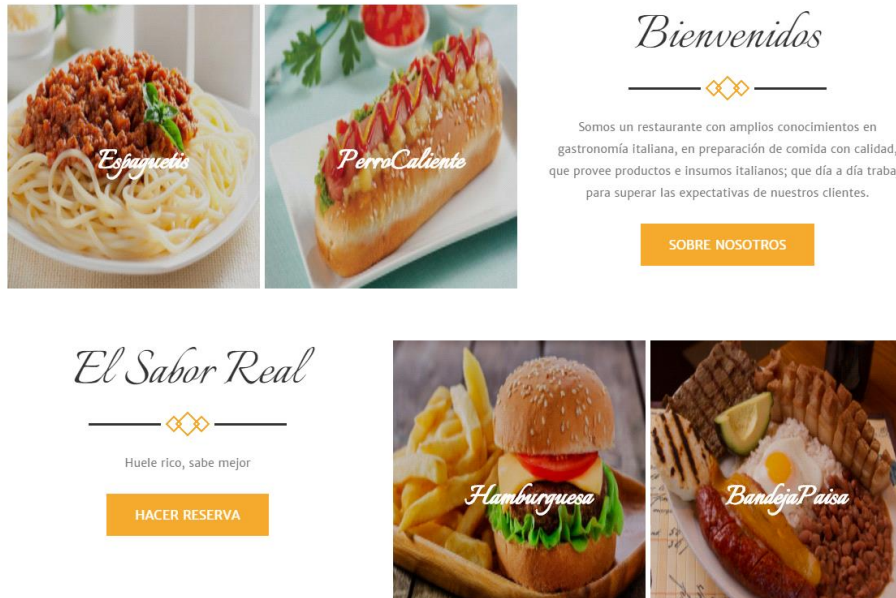 Bienvenidos
Espaguetis
PerroCaliente
Somos un restaurante con amplios conocimientos en
gastronomía italiana, en preparación de comida con calidad,
que provee productos e insumos italianos; que día a día traba
para superar las expectativas de nuestros clientes.
SOBRE NOSOTROS
El Sabor Real
Huele rico, sabe mejor
HACER RESERVA
Hamburguesa
BandejaPaisa